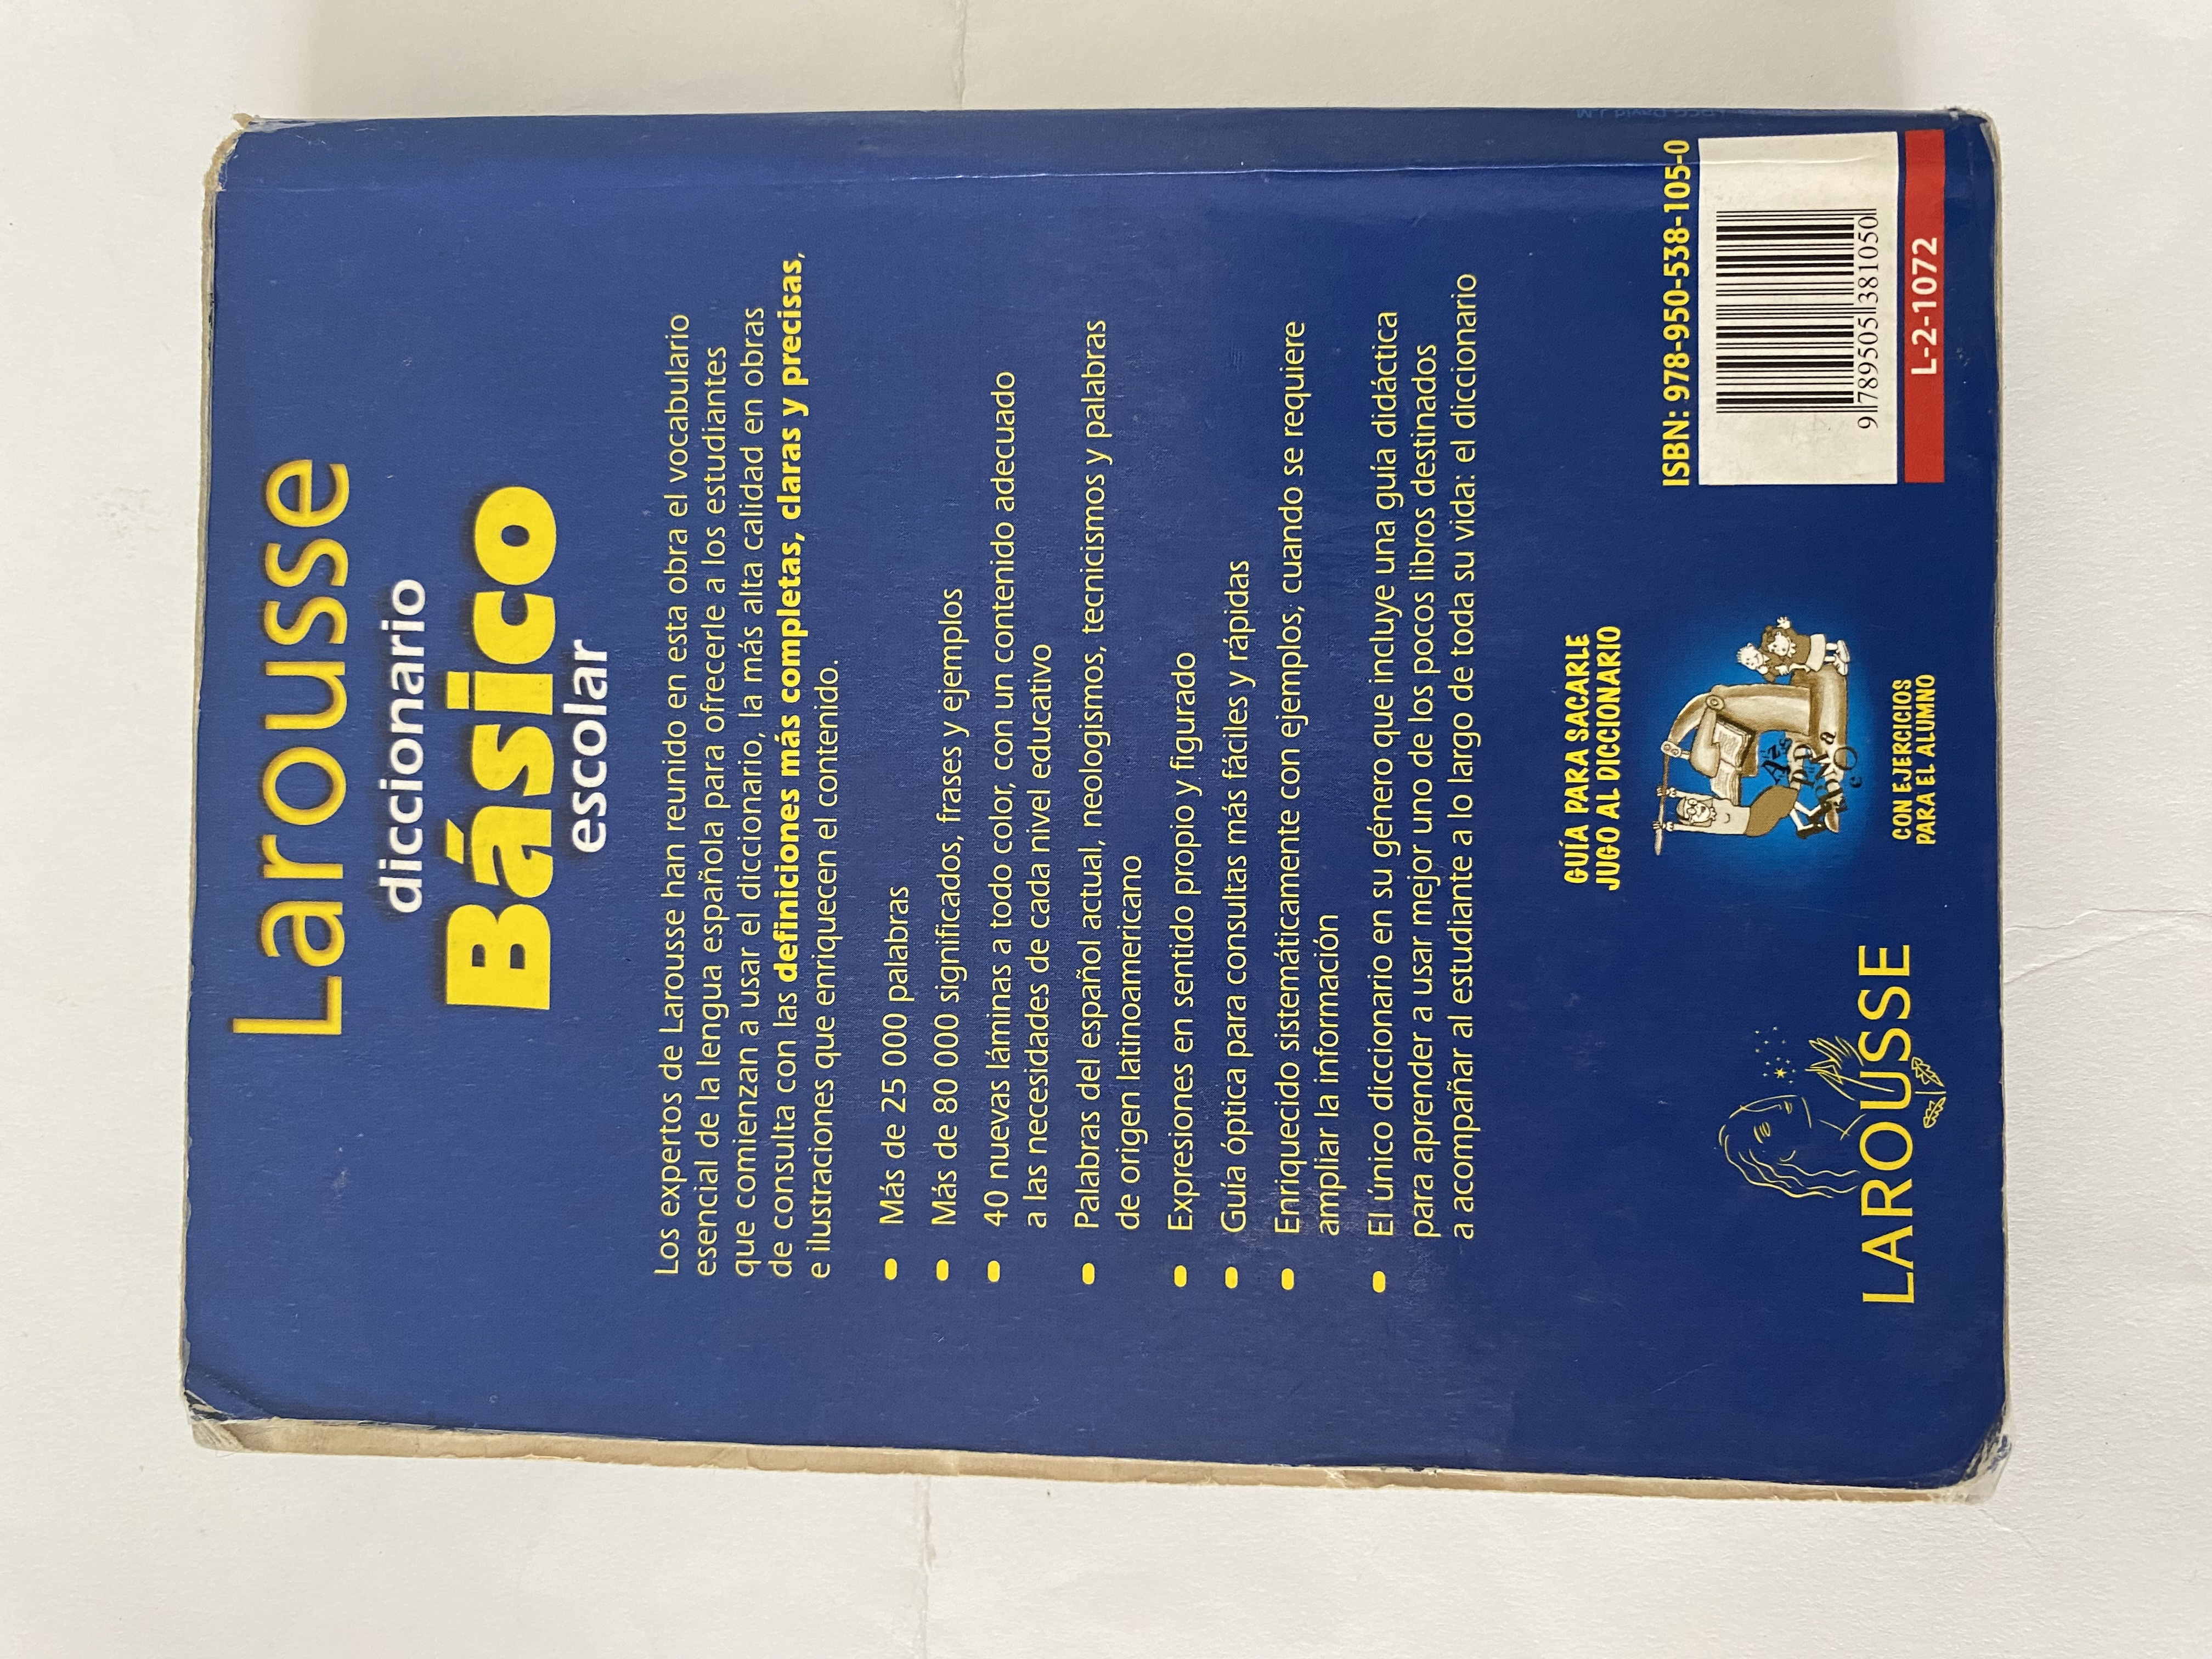 Larousse
diccionario
Básico
escolar
Los expertos de Larousse han reunido en esta obra el vocabulario
esencial de la lengua española para ofrecerle a los estudiantes
que comienzan a usar el diccionario, la más alta calidad en obras
de consulta con las definiciones más completas, claras y precisas,
e ilustraciones que enriquecen el contenido.
Más de 25 000 palabras
Más de 80 000 significados, frases y ejemplos
40 nuevas láminas a todo color, con un contenido adecuado
a las necesidades de cada nivel educativo
Palabras del español actual, neologismos, tecnicismos y palabras
de origen latinoamericano
Expresiones en sentido propio y figurado
Guía óptica para consultas más fáciles y rápidas
Enriquecido sistemáticamente con ejemplos, cuando se requiere
ampliar la información
El único diccionario en su género que incluye una guía didáctica
para aprender a usar mejor uno de los pocos libros destinados
a acompañar al estudiante a lo largo de toda su vida: el diccionario
GUÍA PARA SACARLE
JUGO AL DICCIONARIO
CON EJERCICIOS
PARA EL ALUMNO
LAROUSSE
ISBN: 978-950-538-105-0
9 789505 381050
L-2-1072